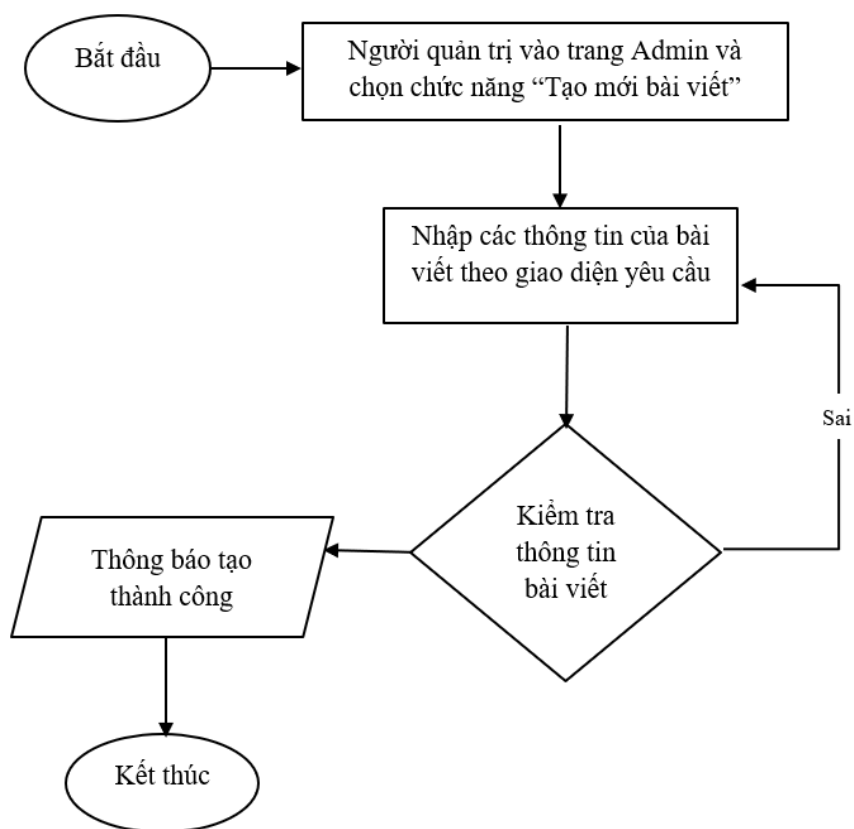 Bắt đầu
Người quản trị vào trang Admin và
chọn chức năng “Tạo mới bài viết”
Nhập các thông tin của bài
viết theo giao diện yêu cầu
Sai
Kiểm tra
thông tin
bài viết
Thông báo tạo
thành công
Kết thúc